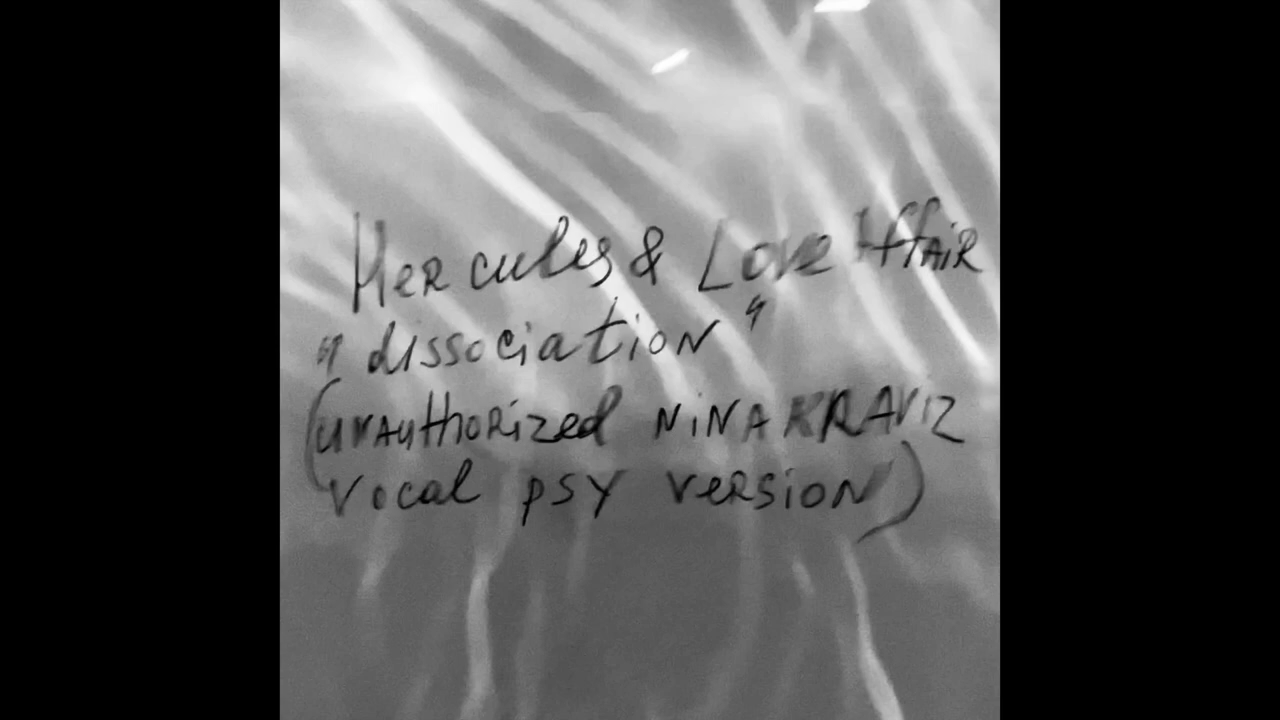 Hercules & Love Affair
"dissociation"
(unauthorized NiNA KRAViZ
vocal psy version)